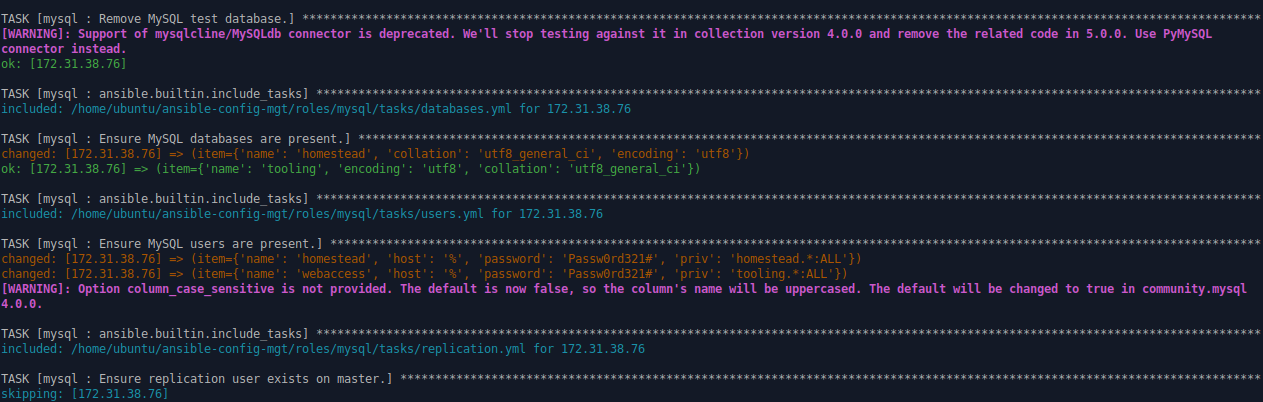 TASK [mysql : Remove MySQL test database.] ****************************************************************************************************************************************
[WARNING]: Support of mysqlcline/MySQLdb connector is deprecated. We'll stop testing against it in collection version 4.0.0 and remove the related code in 5.0.0. Use PyMySQL
connector instead.
ok: [172.31.38.76]
TASK [mysql : ansible.builtin.include_tasks] **************************************************************************************************************************************
included: /home/ubuntu/ansible-config-mgt/roles/mysql/tasks/databases.yml for 172.31.38.76
TASK [mysql : Ensure MySQL databases are present.] ********************************************************************************************************************************
changed: [172.31.38.76] => (item={'name': 'homestead', 'collation': 'utf8_general_ci', 'encoding': 'utf8'})
ok: [172.31.38.76] => (item={'name': 'tooling', 'encoding': 'utf8', 'collation': 'utf8_general_ci'})
TASK [mysql : ansible.builtin.include_tasks] **************************************************************************************************************************************
included: /home/ubuntu/ansible-config-mgt/roles/mysql/tasks/users.yml for 172.31.38.76
TASK [mysql : Ensure MySQL users are present.] ************************************************************************************************************************************
changed: [172.31.38.76] => (item={'name': 'homestead', 'host': '%', 'password': 'Passw0rd321#', 'priv': 'homestead.*:ALL'})
changed: [172.31.38.76] => (item={'name': 'webaccess', 'host': '%', 'password': 'Passw0rd321#', 'priv': 'tooling.*:ALL'})
[WARNING]: Option column_case_sensitive is not provided. The default is now false, so the column's name will be uppercased. The default will be changed to true in community.mysql
4.0.0.
TASK [mysql : ansible.builtin.include_tasks] **************************************************************************************************************************************
included: /home/ubuntu/ansible-config-mgt/roles/mysql/tasks/replication.yml for 172.31.38.76
TASK [mysql : Ensure replication user exists on master.] **************************************************************************************************************************
skipping: [172.31.38.76]